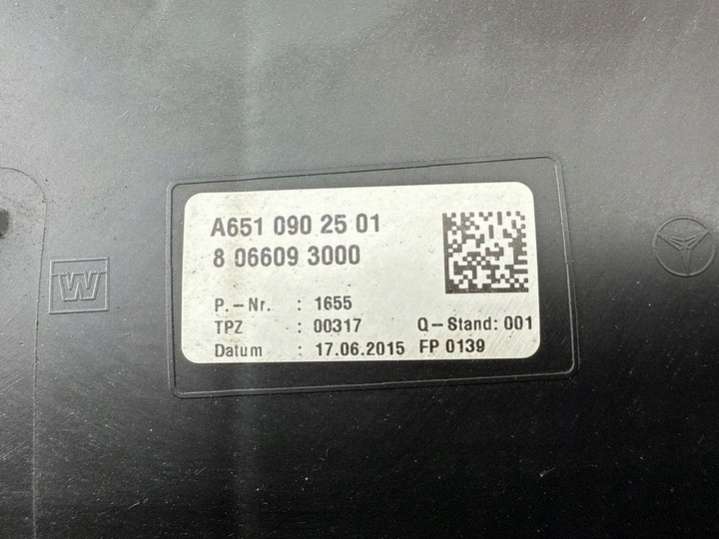 A651 090 25 01
8 06609 3000
P.-Nr. : 1655
TPZ : 00317 Q-Stand: 001
Datum : 17.06.2015 FP 0139
W